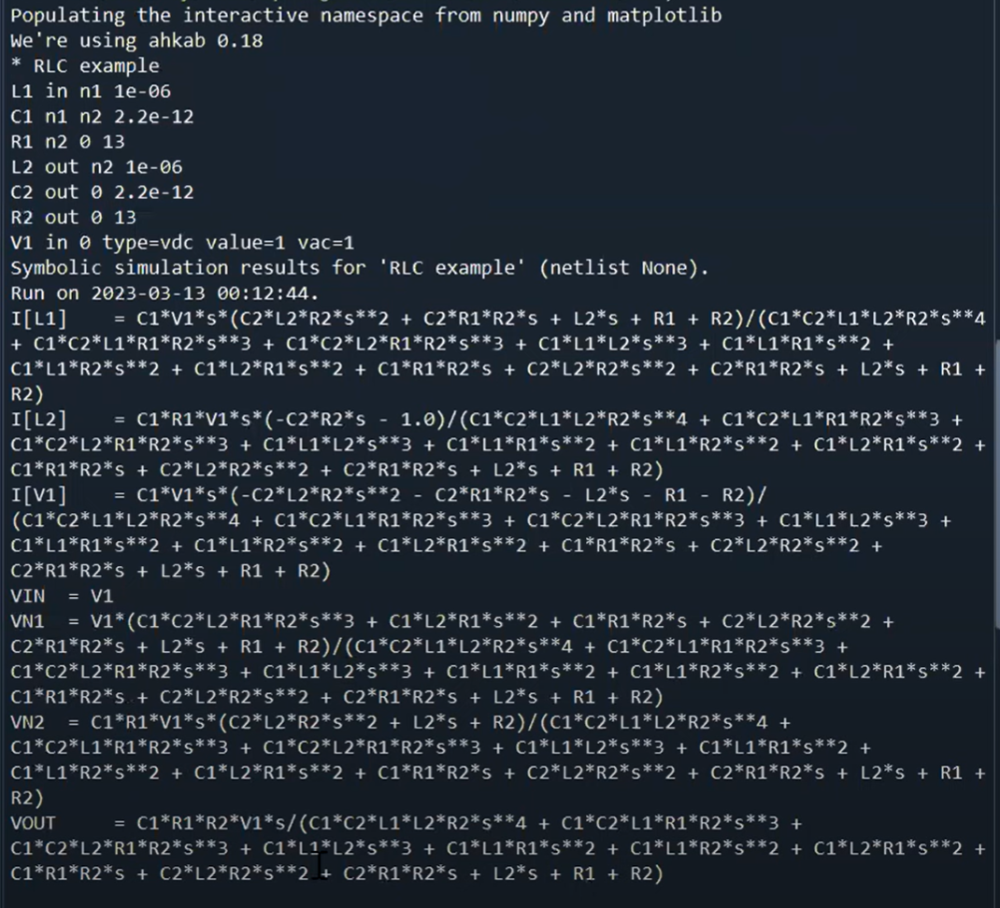 Populating the interactive namespace from numpy and matplotlib
We're using ahkab 0.18
* RLC example
L1 in n1 1e-06
C1 n1 n2 2.2e-12
R1 n2 0 13
L2 out n2 1e-06
C2 out 0 2.2e-12
R2 out 0 13
V1 in 0 type=vdc value=1 vac=1
Symbolic simulation results for 'RLC example' (netlist None).
Run on 2023-03-13 00:12:44.
I[L1]    = C1*V1*s*(C2*L2*R2*s**2 + C2*R1*R2*s + L2*s + R1 + R2)/(C1*C2*L1*L2*R2*s**4
+ C1*C2*L1*R1*R2*s**3 + C1*C2*L2*R1*R2*s**3 + C1*L1*L2*s**3 + C1*L1*R1*s**2 +
C1*L1*R2*s**2 + C1*L2*R1*s**2 + C1*R1*R2*s + C2*L2*R2*s**2 + C2*R1*R2*s + L2*s + R1 +
R2)
I[L2]    = C1*R1*V1*s*(-C2*R2*s - 1.0)/(C1*C2*L1*L2*R2*s**4 + C1*C2*L1*R1*R2*s**3 +
C1*C2*L2*R1*R2*s**3 + C1*L1*L2*s**3 + C1*L1*R1*s**2 + C1*L1*R2*s**2 + C1*L2*R1*s**2 +
C1*R1*R2*s + C2*L2*R2*s**2 + C2*R1*R2*s + L2*s + R1 + R2)
I[V1]    = C1*V1*s*(-C2*L2*R2*s**2 - C2*R1*R2*s - L2*s - R1 - R2)/
(C1*C2*L1*L2*R2*s**4 + C1*C2*L1*R1*R2*s**3 + C1*C2*L2*R1*R2*s**3 + C1*L1*L2*s**3 +
C1*L1*R1*s**2 + C1*L1*R2*s**2 + C1*L2*R1*s**2 + C1*R1*R2*s + C2*L2*R2*s**2 +
C2*R1*R2*s + L2*s + R1 + R2)
VIN  = V1
VN1  = V1*(C1*C2*L2*R1*R2*s**3 + C1*L2*R1*s**2 + C1*R1*R2*s + C2*L2*R2*s**2 +
C2*R1*R2*s + L2*s + R1 + R2)/(C1*C2*L1*L2*R2*s**4 + C1*C2*L1*R1*R2*s**3 +
C1*C2*L2*R1*R2*s**3 + C1*L1*L2*s**3 + C1*L1*R1*s**2 + C1*L1*R2*s**2 + C1*L2*R1*s**2 +
C1*R1*R2*s + C2*L2*R2*s**2 + C2*R1*R2*s + L2*s + R1 + R2)
VN2  = C1*R1*V1*s*(C2*L2*R2*s**2 + L2*s + R2)/(C1*C2*L1*L2*R2*s**4 +
C1*C2*L1*R1*R2*s**3 + C1*C2*L2*R1*R2*s**3 + C1*L1*L2*s**3 + C1*L1*R1*s**2 +
C1*L1*R2*s**2 + C1*L2*R1*s**2 + C1*R1*R2*s + C2*L2*R2*s**2 + C2*R1*R2*s + L2*s + R1 +
R2)
VOUT     = C1*R1*R2*V1*s/(C1*C2*L1*L2*R2*s**4 + C1*C2*L1*R1*R2*s**3 +
C1*C2*L2*R1*R2*s**3 + C1*L1*L2*s**3 + C1*L1*R1*s**2 + C1*L1*R2*s**2 + C1*L2*R1*s**2 +
C1*R1*R2*s + C2*L2*R2*s**2 + C2*R1*R2*s + L2*s + R1 + R2)